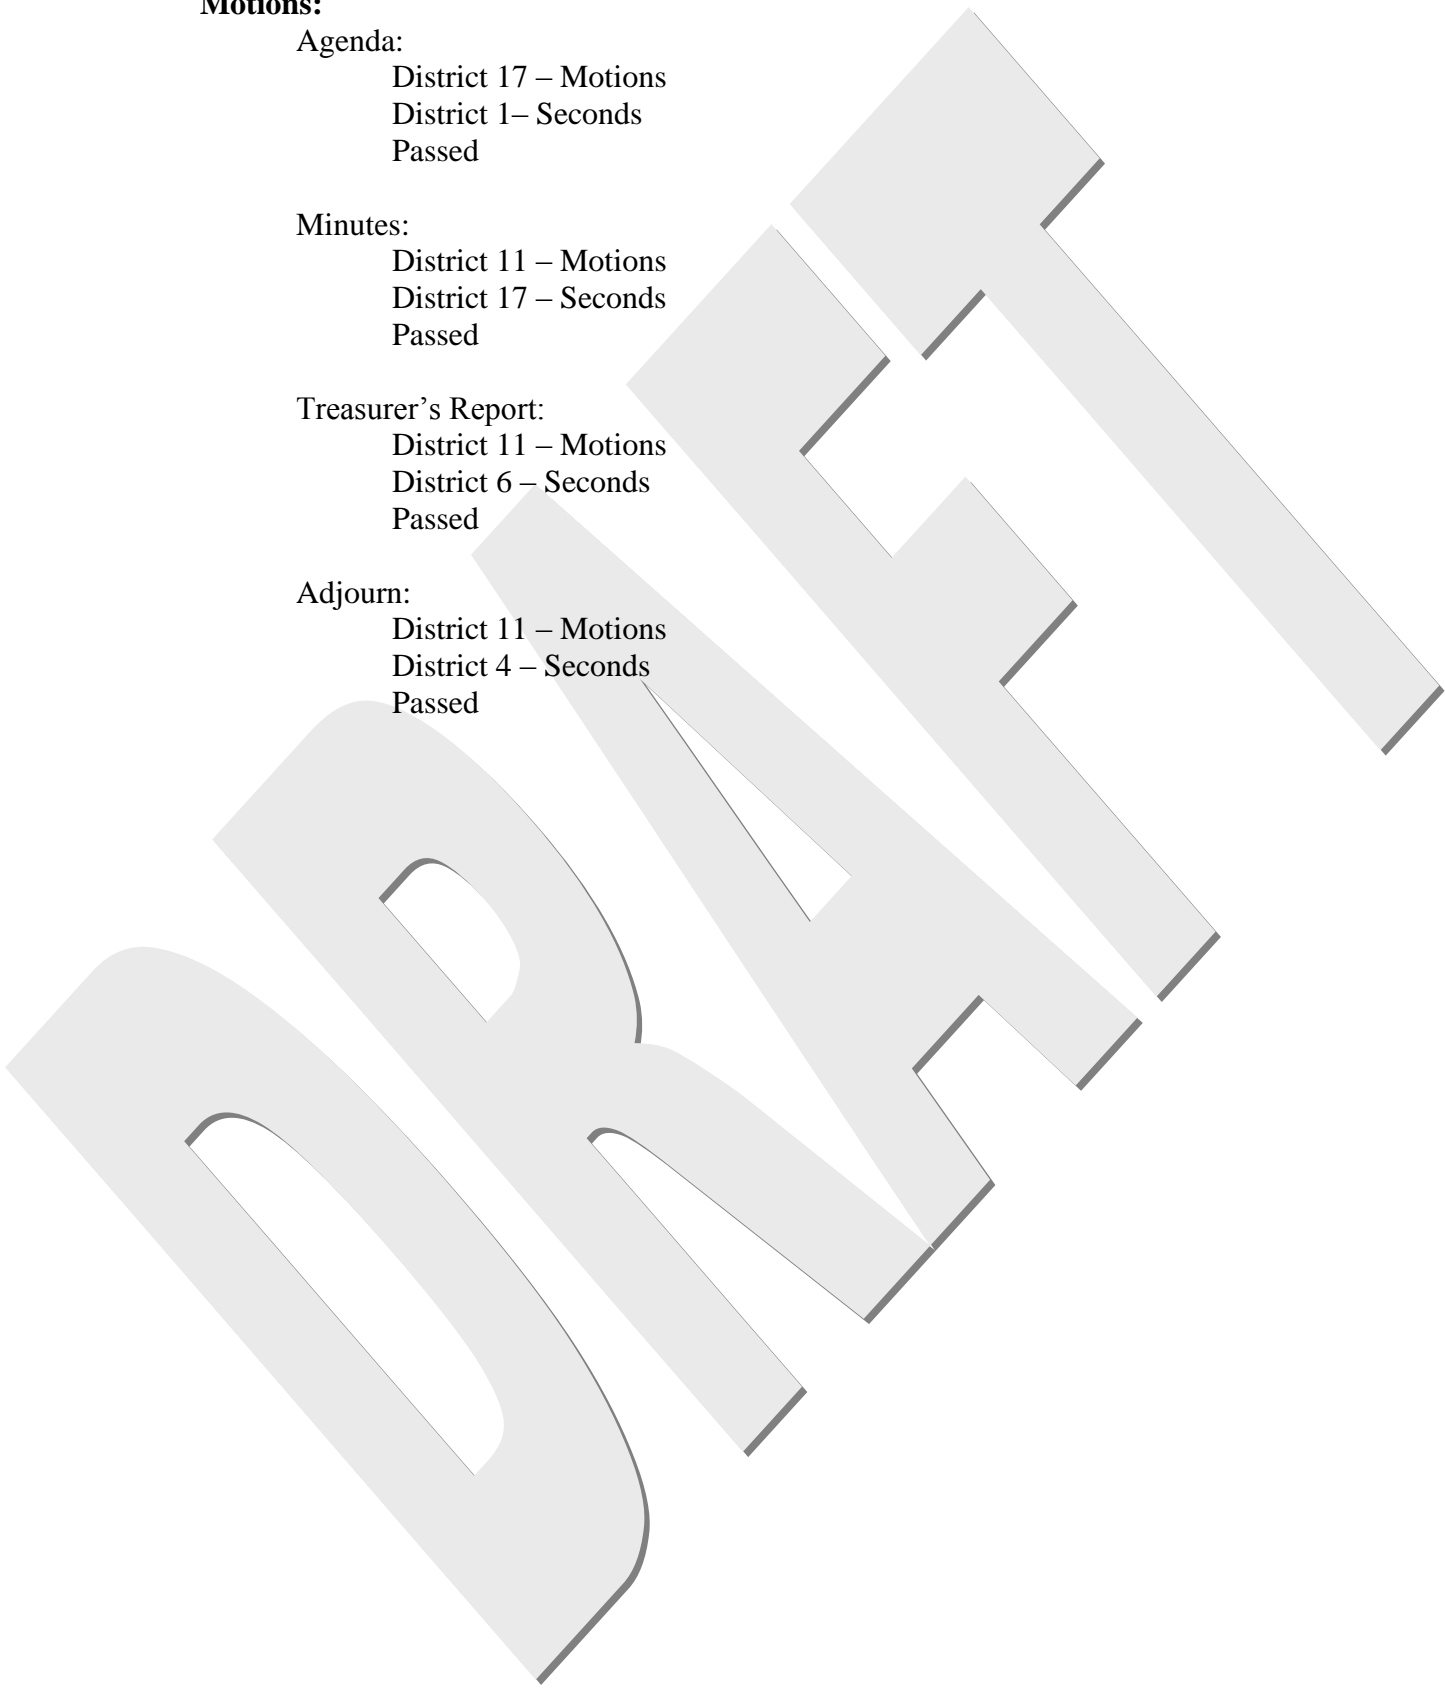 Motions:
Agenda:
District 17 – Motions
District 1– Seconds
Passed
Minutes:
District 11 – Motions
District 17 – Seconds
Passed
Treasurer’s Report:
District 11 – Motions
District 6 – Seconds
Passed
Adjourn:
District 11 – Motions
District 4 – Seconds
Passed
DRAFT